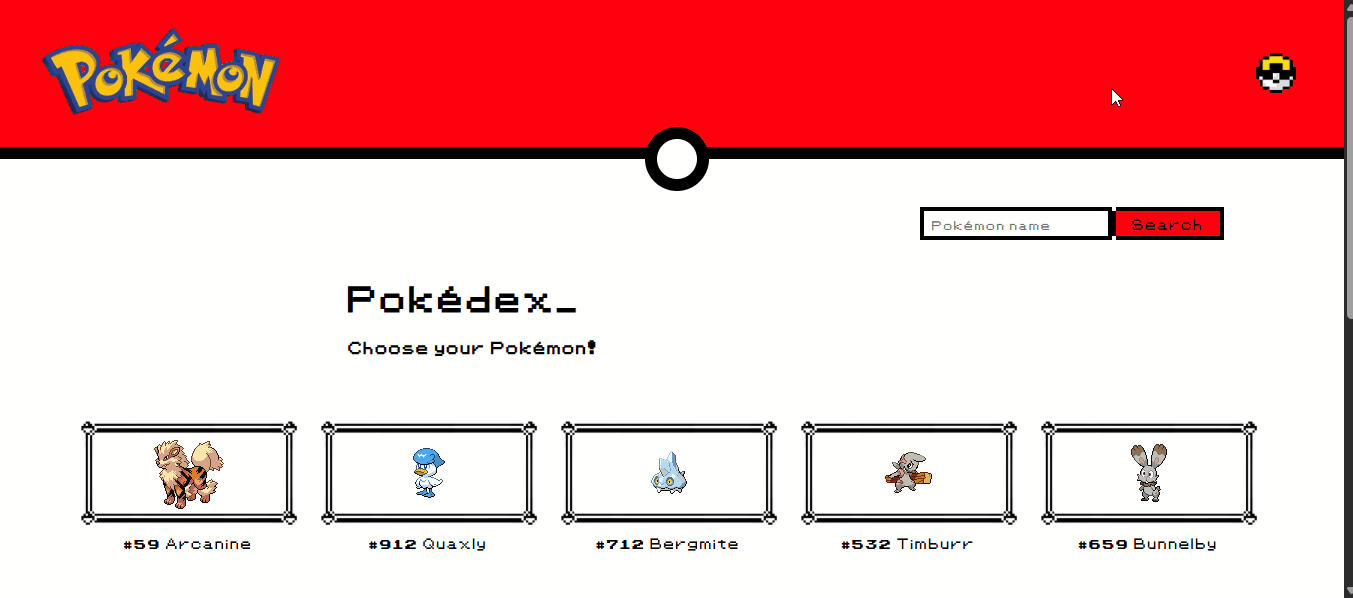 POKéMON
Pokémon name
Search
Pokédex_
Choose your Pokémon!
#59 Arcanine
#912 Quaxly
#712 Bergmite
#532 Timburr
#659 Bunnelby